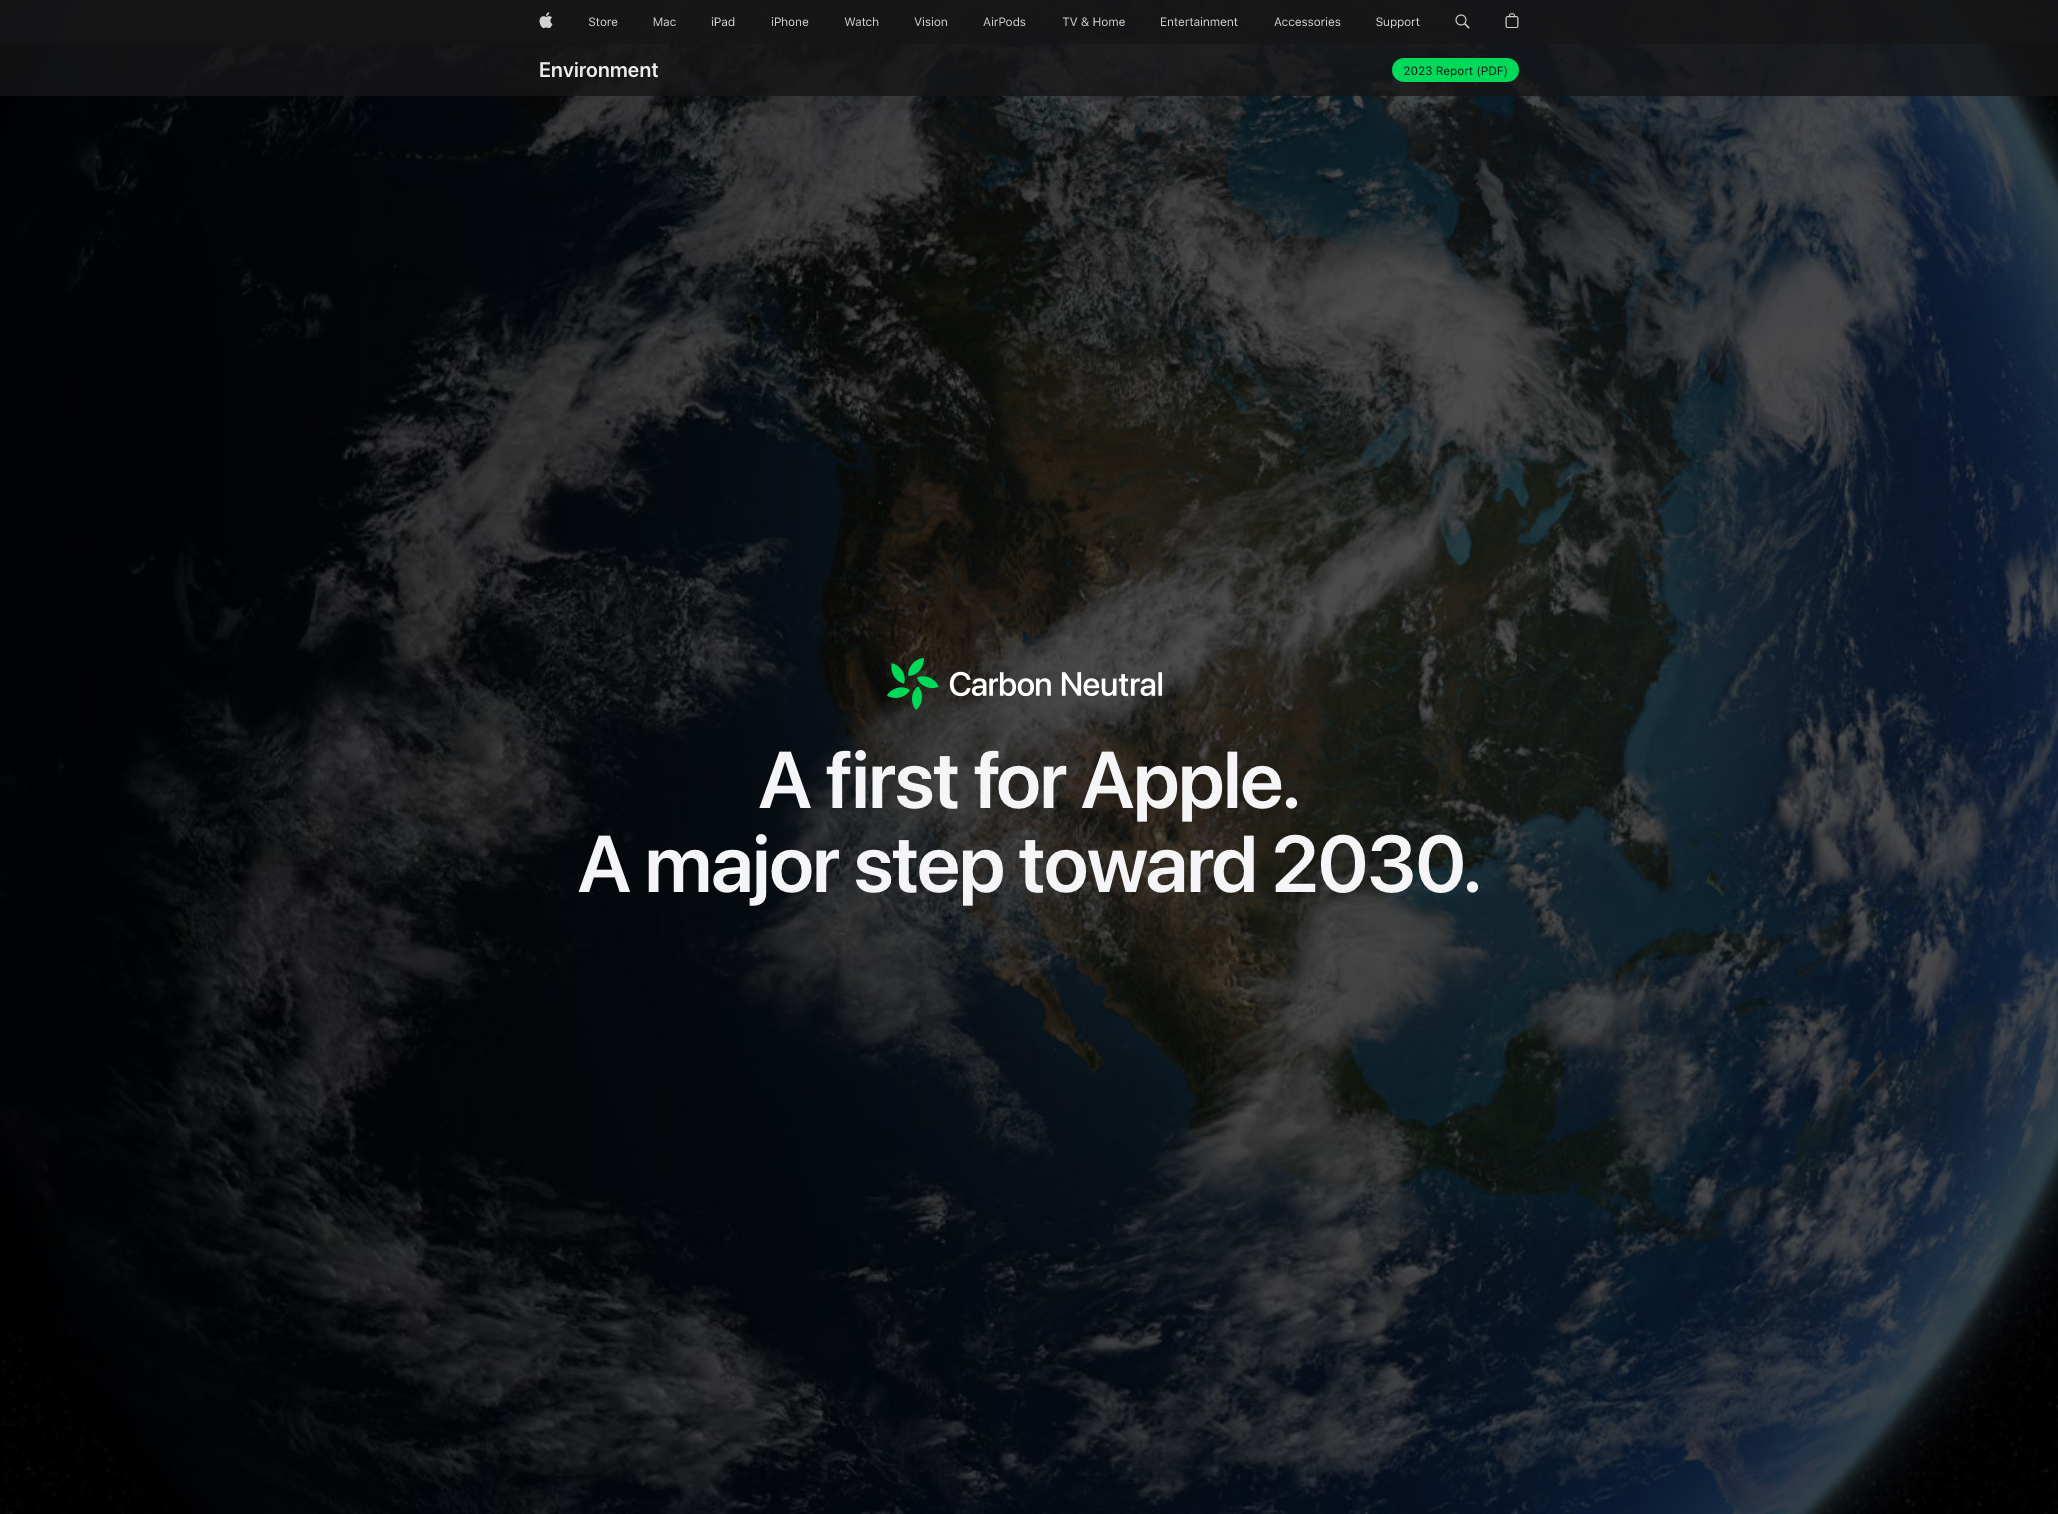 Store Mac iPad iPhone Watch Vision AirPods TV & Home Entertainment Accessories Support
Environment 2023 Report (PDF)
Carbon Neutral
A first for Apple.
A major step toward 2030.